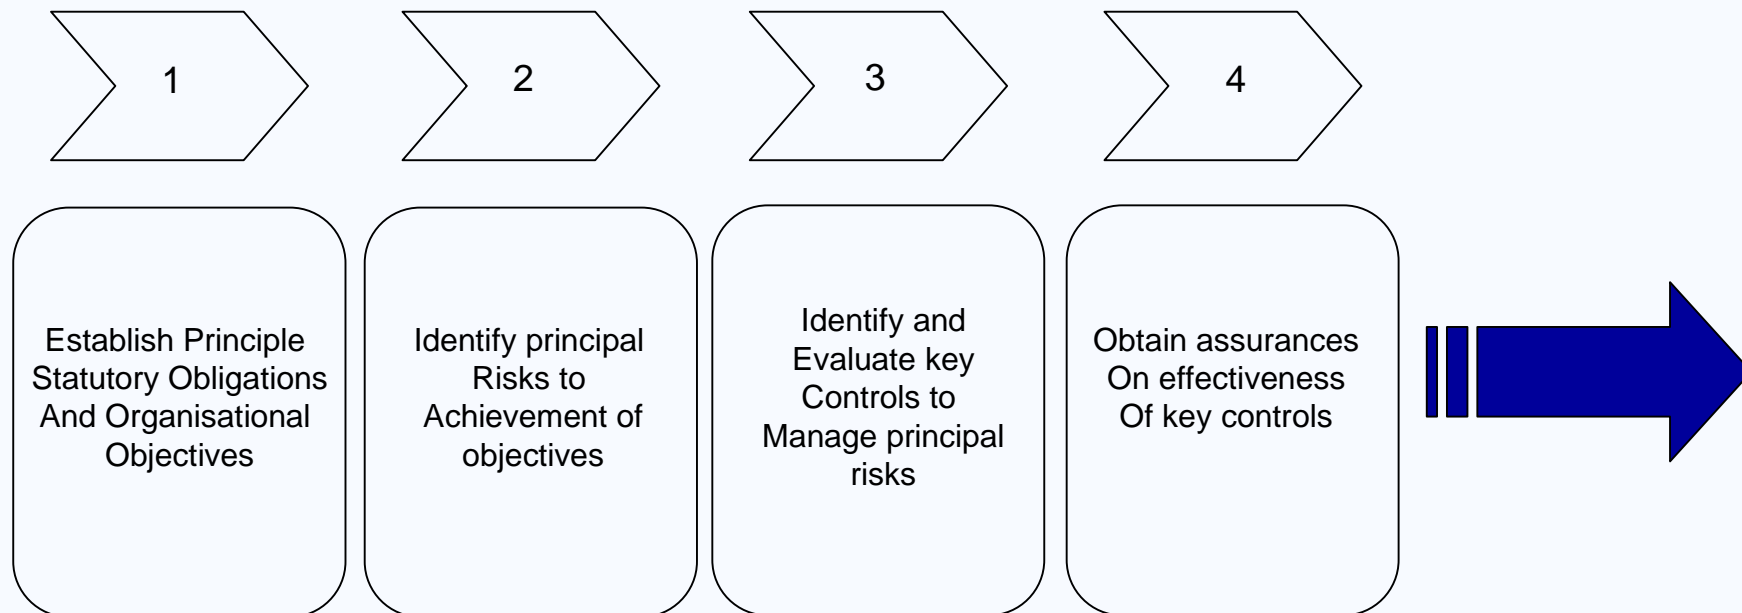 1
2
3
4
Establish Principle
Statutory Obligations
And Organisational
Objectives
Identify principal
Risks to
Achievement of
objectives
Identify and
Evaluate key
Controls to
Manage principal
risks
Obtain assurances
On effectiveness
Of key controls